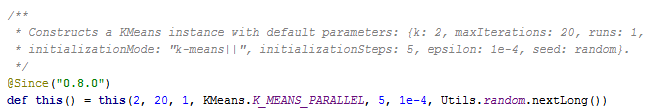 /**
 * Constructs a KMeans instance with default parameters: {k: 2, maxIterations: 20, runs: 1,
 * initializationMode: "k-means||", initializationSteps: 5, epsilon: 1e-4, seed: random}.
 */
@Since("0.8.0")
def this() = this(2, 20, 1, KMeans.K_MEANS_PARALLEL, 5, 1e-4, Utils.random.nextLong())